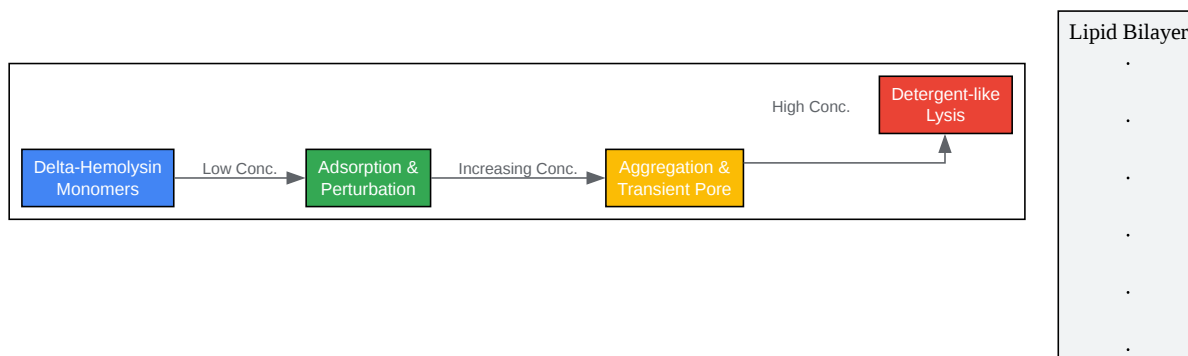 Lipid Bilayer
.
.
.
.
.
.
Delta-Hemolysin
Monomers
Low Conc.
Adsorption &
Perturbation
Increasing Conc.
Aggregation &
Transient Pore
High Conc.
Detergent-like
Lysis